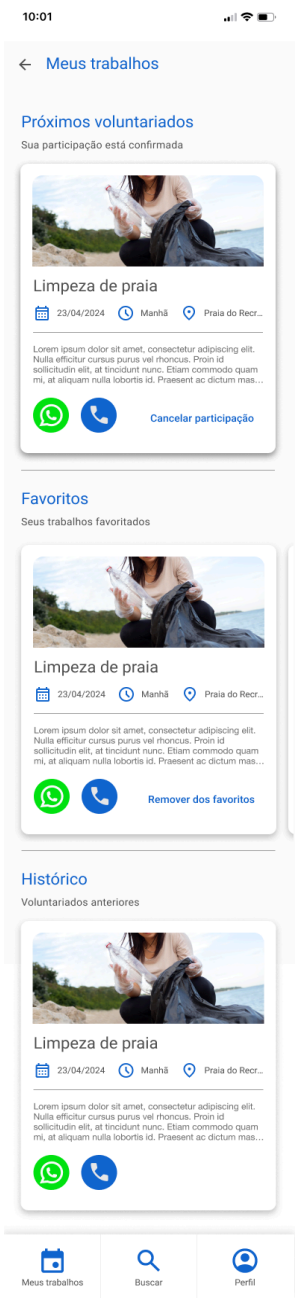 10:01
Meus trabalhos
Próximos voluntariados
Sua participação está confirmada
Limpeza de praia
23/04/2024 Manhã Praia do Recr...
Lorem ipsum dolor sit amet, consectetur adipiscing elit.
Nulla efficitur cursus purus vel rhoncus. Proin id
sollicitudin elit, at tincidunt nunc. Etiam commodo quam
mi, at aliquam nulla lobortis id. Praesent ac dictum mas...
Cancelar participação
Favoritos
Seus trabalhos favoritados
Limpeza de praia
23/04/2024 Manhã Praia do Recr...
Lorem ipsum dolor sit amet, consectetur adipiscing elit.
Nulla efficitur cursus purus vel rhoncus. Proin id
sollicitudin elit, at tincidunt nunc. Etiam commodo quam
mi, at aliquam nulla lobortis id. Praesent ac dictum mas...
Remover dos favoritos
Histórico
Voluntariados anteriores
Limpeza de praia
23/04/2024 Manhã Praia do Recr...
Lorem ipsum dolor sit amet, consectetur adipiscing elit.
Nulla efficitur cursus purus vel rhoncus. Proin id
sollicitudin elit, at tincidunt nunc. Etiam commodo quam
mi, at aliquam nulla lobortis id. Praesent ac dictum mas...
Meus trabalhos Buscar Perfil